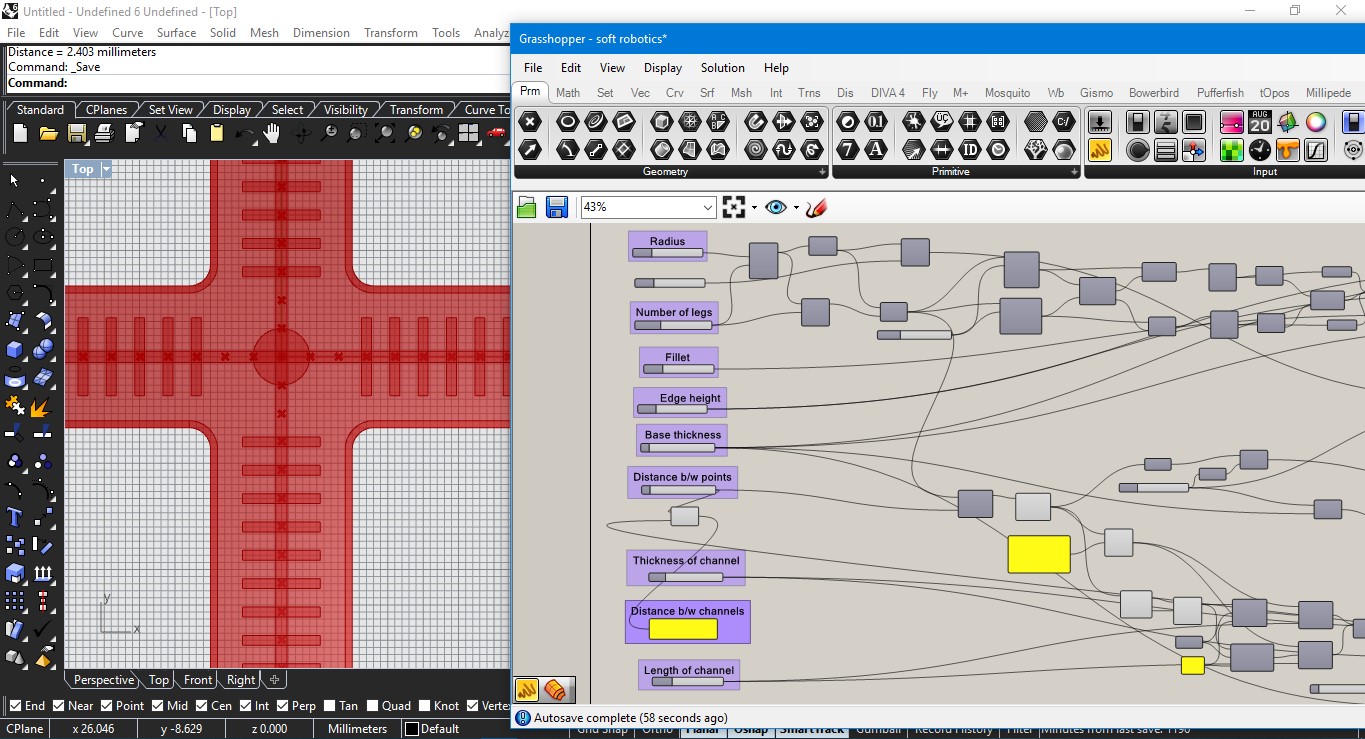 Untitled - Undefined 6 Undefined - [Top]
File Edit View Curve Surface Solid Mesh Dimension Transform Tools Analyz
Distance = 2.403 millimeters
Command: _Save
Command:
Standard CPlanes Set View Display Select Visibility Transform Curve To
Top
Grasshopper - soft robotics*
File Edit View Display Solution Help
Prm Math Set Vec Crv Srf Msh Int Trns Dis DIVA 4 Fly M+ Mosquito Wb Gismo Bowerbird Pufferfish tOpos Millipede
Geometry Primitive Input
43%
Radius
Number of legs
Fillet
Edge height
Base thickness
Distance b/w points
Thickness of channel
Distance b/w channels
Length of channel
y
x
Perspective Top Front Right
End Near Point Mid Cen Int Perp Tan Quad Knot Verte
Autosave complete (58 seconds ago)
CPlane x 26.046 y -8.629 z 0.000 Millimeters Default
Grid Snap Ortho Planar Osnap SmartTrack Gumball Record History Filter Minutes from last save: 1190